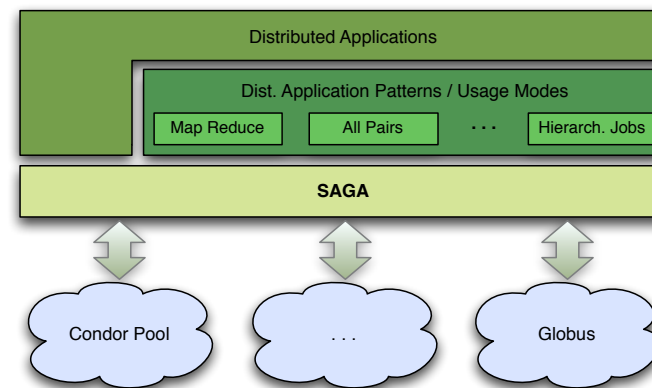 Distributed Applications
Dist. Application Patterns / Usage Modes
Map Reduce All Pairs . . . Hierarch. Jobs
SAGA
Condor Pool . . . Globus